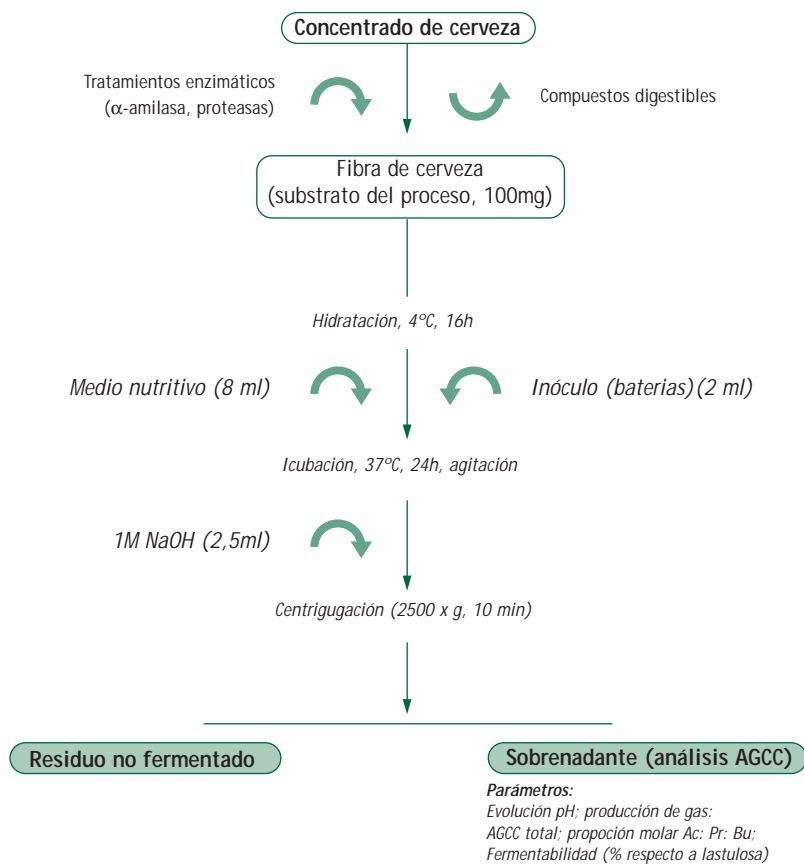 Concentrado de cerveza
Tratamientos enzimáticos
(α-amilasa, proteasas)
Compuestos digestibles
Fibra de cerveza
(substrato del proceso, 100mg)
Hidratación, 4ºC, 16h
Medio nutritivo (8 ml)
Inóculo (baterias)(2 ml)
Icubación, 37ºC, 24h, agitación
1M NaOH (2,5ml)
Centrigugación (2500 x g, 10 min)
Residuo no fermentado
Sobrenadante (análisis AGCC)
Parámetros:
Evolución pH; producción de gas:
AGCC total; propoción molar Ac: Pr: Bu;
Fermentabilidad (% respecto a lastulosa)